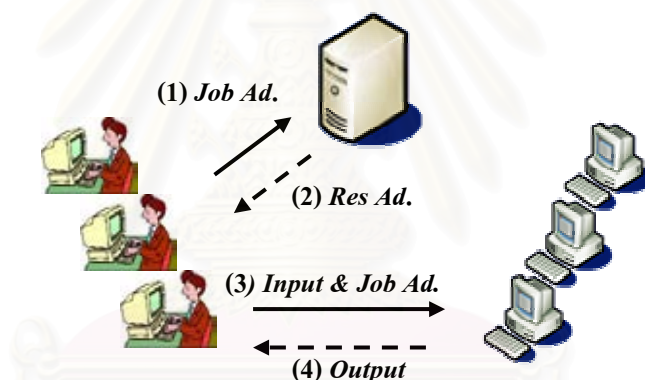 (1) Job Ad.
(2) Res Ad.
(3) Input & Job Ad.
(4) Output